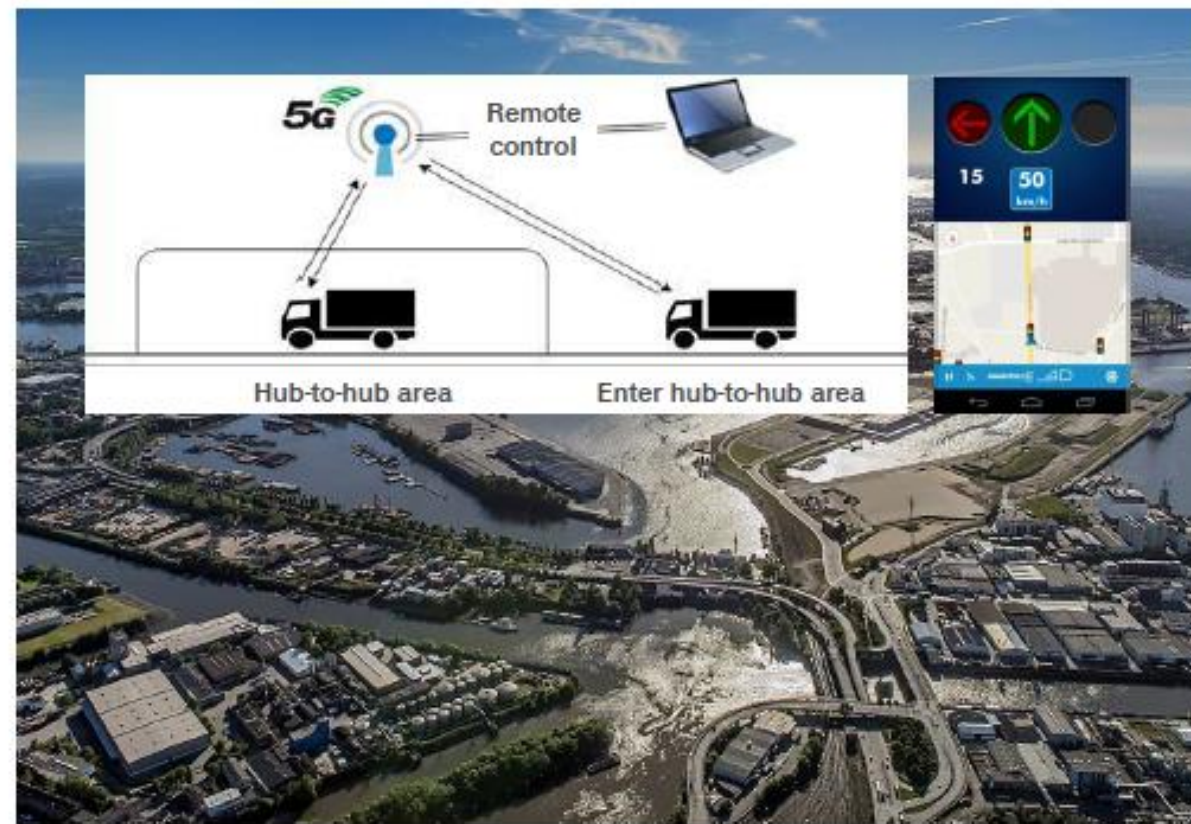 5G
Remote
control
Hub-to-hub area
Enter hub-to-hub area
15
50
km/h